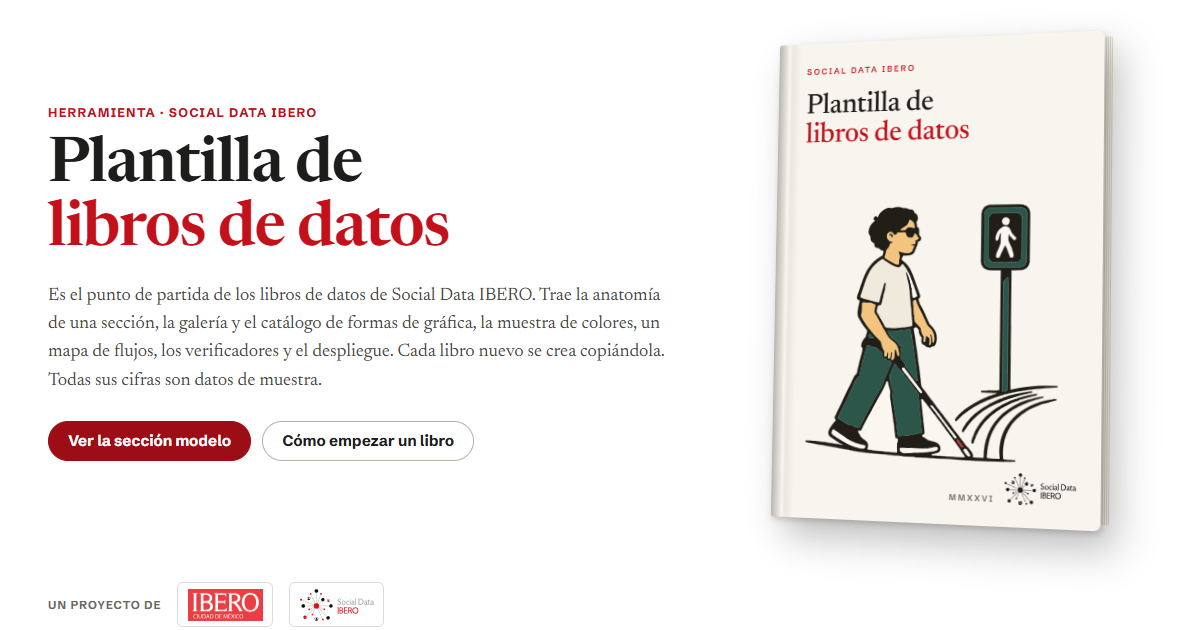 HERRAMIENTA · SOCIAL DATA IBERO
Plantilla de
libros de datos
Es el punto de partida de los libros de datos de Social Data IBERO. Trae la anatomía
de una sección, la galería y el catálogo de formas de gráfica, la muestra de colores, un
mapa de flujos, los verificadores y el despliegue. Cada libro nuevo se crea copiándola.
Todas sus cifras son datos de muestra.
Ver la sección modelo
Cómo empezar un libro
UN PROYECTO DE
IBERO
CIUDAD DE MÉXICO
Social Data
IBERO
SOCIAL DATA IBERO
Plantilla de
libros de datos
MMXXVI
Social Data
IBERO